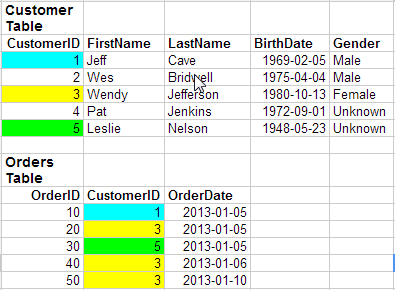 Customer
Table
CustomerID FirstName LastName BirthDate Gender
1 Jeff Cave 1969-02-05 Male
2 Wes Bridwell 1975-04-04 Male
3 Wendy Jefferson 1980-10-13 Female
4 Pat Jenkins 1972-09-01 Unknown
5 Leslie Nelson 1948-05-23 Unknown
Orders
Table
OrderID CustomerID OrderDate
10 1 2013-01-05
20 3 2013-01-05
30 5 2013-01-05
40 3 2013-01-06
50 3 2013-01-10